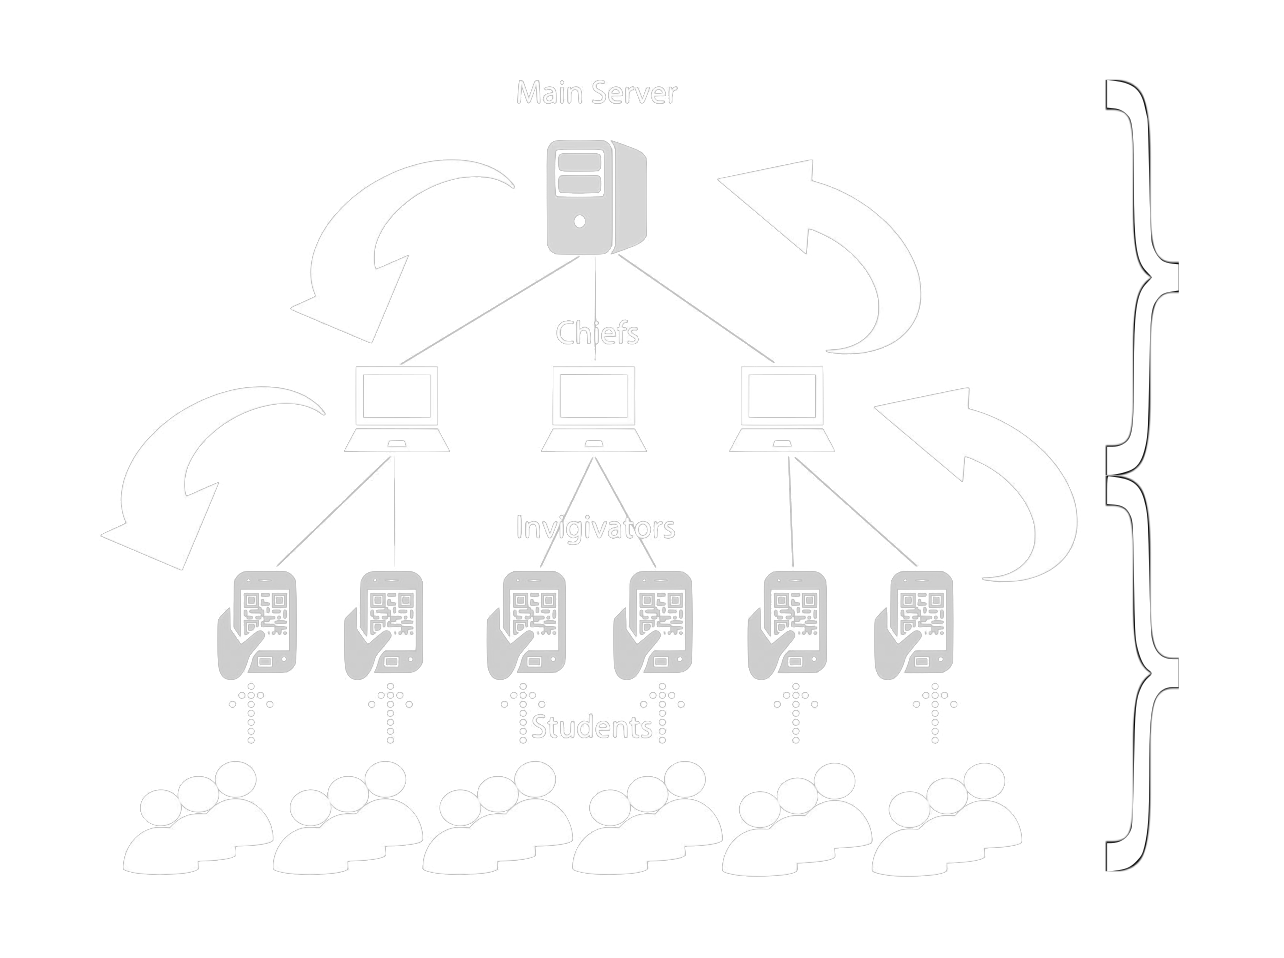 Main Server
Chiefs
Invigivators
Students